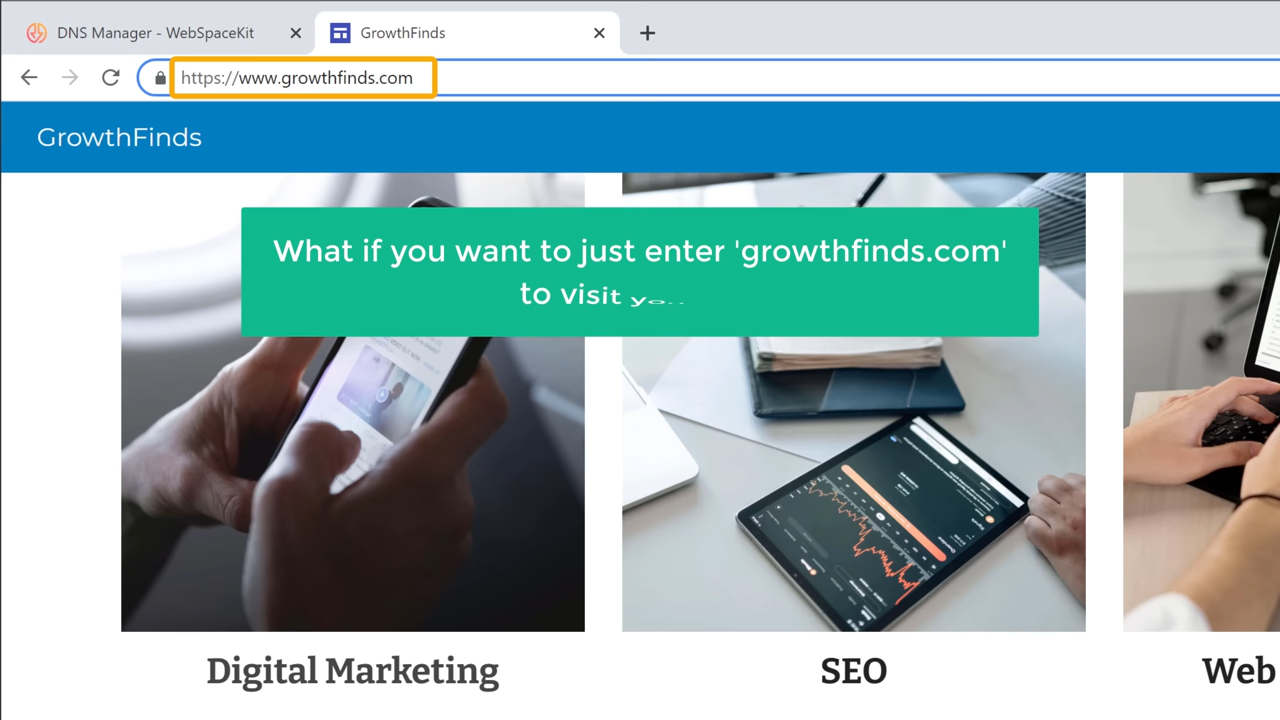 DNS Manager - WebSpaceKit
GrowthFinds
https://www.growthfinds.com
GrowthFinds
What if you want to just enter 'growthfinds.com'
to visit
Digital Marketing
SEO
Web